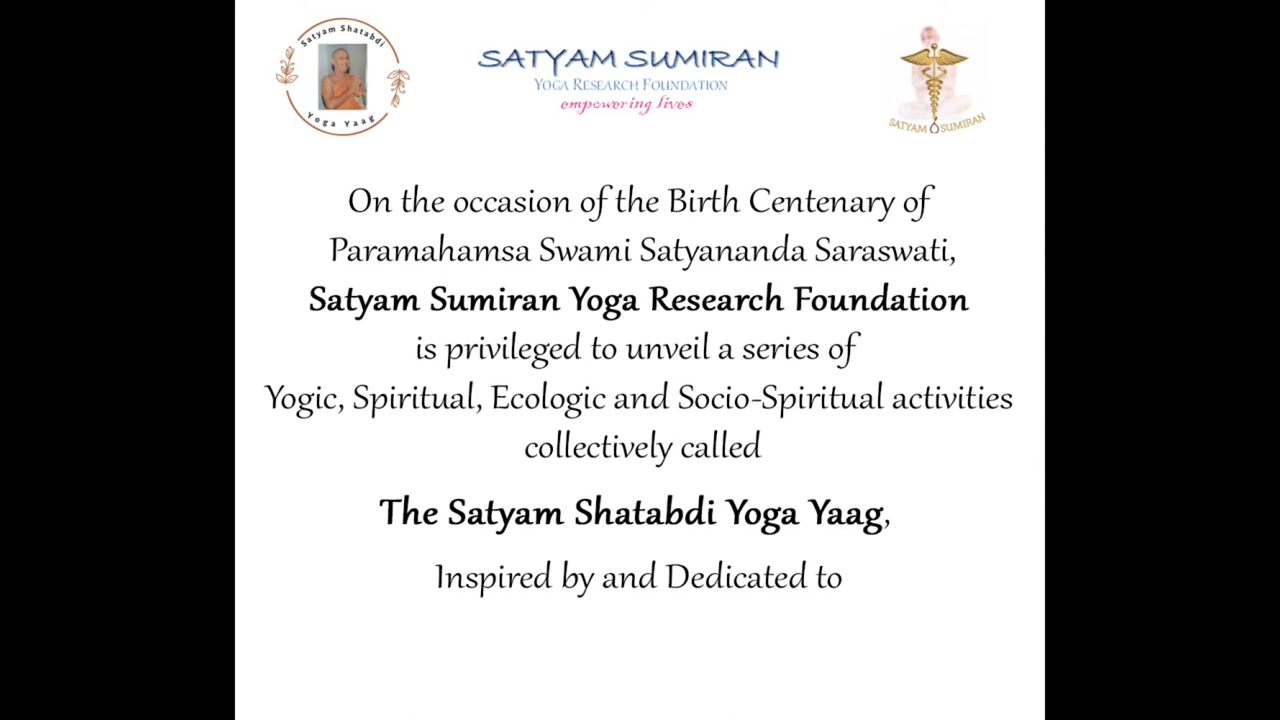 Satyam Shatabdi
Yoga Yaag
SATYAM SUMIRAN
YOGA RESEARCH FOUNDATION
empowering lives
SATYAM SUMIRAN
On the occasion of the Birth Centenary of
Paramahamsa Swami Satyananda Saraswati,
Satyam Sumiran Yoga Research Foundation
is privileged to unveil a series of
Yogic, Spiritual, Ecologic and Socio-Spiritual activities
collectively called
The Satyam Shatabdi Yoga Yaag,
Inspired by and Dedicated to